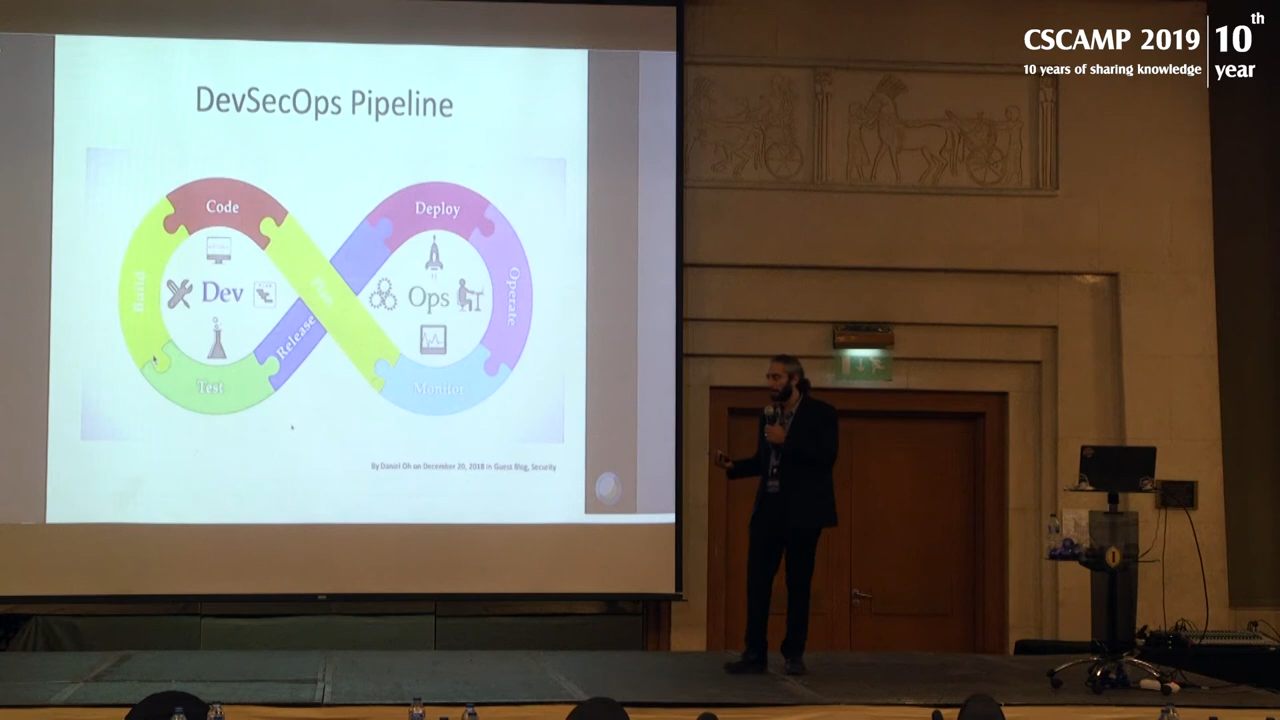 CSCAMP 2019
10 years of sharing knowledge
10th
year
DevSecOps Pipeline
Code
Deploy
Build
Plan
Operate
Dev
Ops
Release
Test
Monitor
By Daniel Oh on December 20, 2018 in Guest Blog, Security